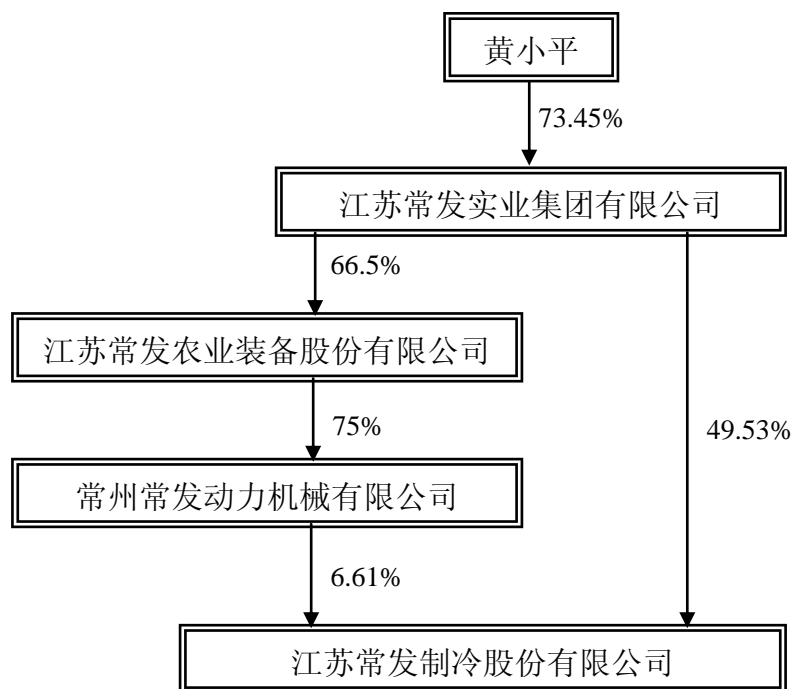 黄小平
73.45%
江苏常发实业集团有限公司
66.5%
江苏常发农业装备股份有限公司
75%
49.53%
常州常发动力机械有限公司
6.61%
江苏常发制冷股份有限公司